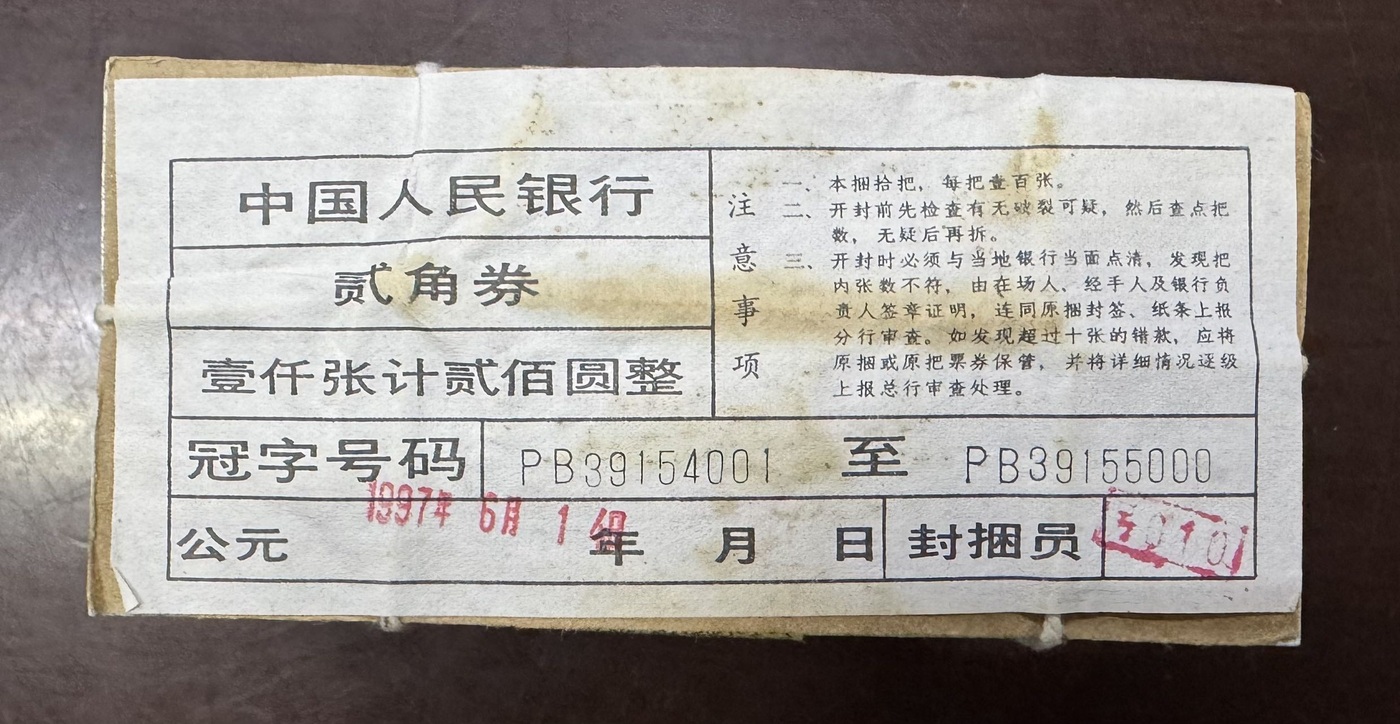 中国人民银行
贰角券
壹仟张计贰佰圆整
注意事项
一、本捆拾把，每把壹百张。
二、开封前先检查有无破裂可疑，然后查点把
数，无疑后再拆。
三、开封时必须与当地银行当面点清，发现把
内张数不符，由在场人、经手人及银行负
责人签章证明，连同原捆封签、纸条上报
分行审查。如发现超过十张的错款，应将
原捆或原把票券保管，并将详细情况逐级
上报总行审查处理。
冠字号码 PB39154001 至 PB39155000
1997年 6月 1
公元 年 月 日 封捆员